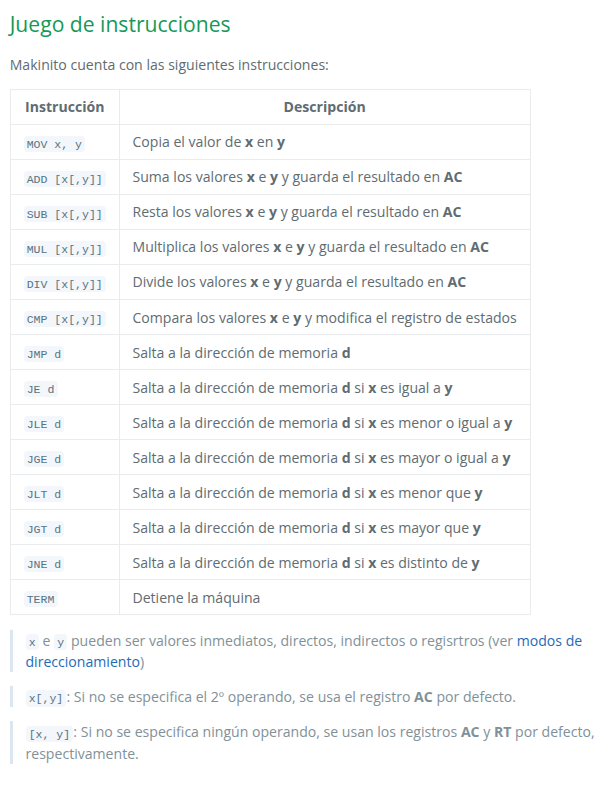 Juego de instrucciones
Makinito cuenta con las siguientes instrucciones:
Instrucción Descripción
MOV x, y Copia el valor de x en y
ADD [x[,y]] Suma los valores x e y y guarda el resultado en AC
SUB [x[,y]] Resta los valores x e y y guarda el resultado en AC
MUL [x[,y]] Multiplica los valores x e y y guarda el resultado en AC
DIV [x[,y]] Divide los valores x e y y guarda el resultado en AC
CMP [x[,y]] Compara los valores x e y y modifica el registro de estados
JMP d Salta a la dirección de memoria d
JE d Salta a la dirección de memoria d si x es igual a y
JLE d Salta a la dirección de memoria d si x es menor o igual a y
JGE d Salta a la dirección de memoria d si x es mayor o igual a y
JLT d Salta a la dirección de memoria d si x es menor que y
JGT d Salta a la dirección de memoria d si x es mayor que y
JNE d Salta a la dirección de memoria d si x es distinto de y
TERM Detiene la máquina
x e y pueden ser valores inmediatos, directos, indirectos o regisrtros (ver modos de
direccionamiento)
x[,y]: Si no se especifica el 2º operando, se usa el registro AC por defecto.
[x, y]: Si no se especifica ningún operando, se usan los registros AC y RT por defecto,
respectivamente.